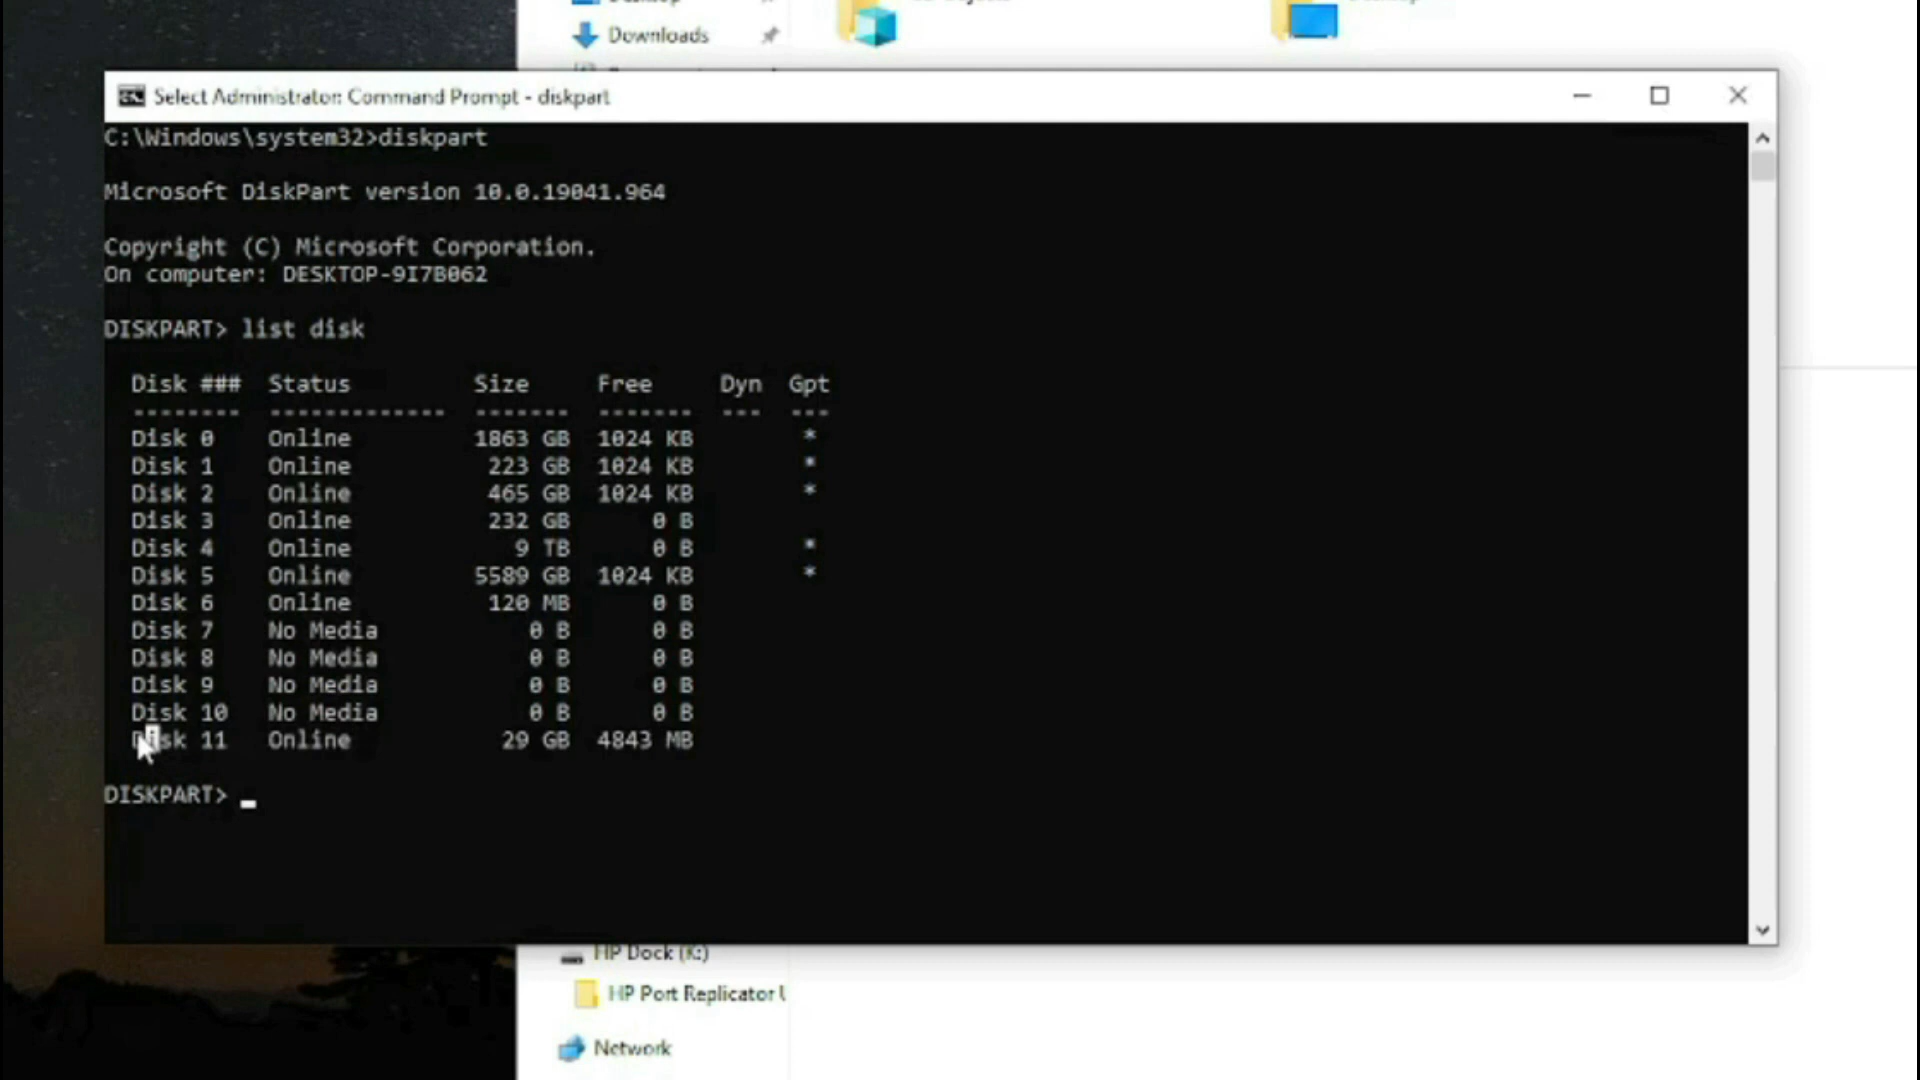 Downloads
Select Administrator: Command Prompt - diskpart
C:\Windows\system32>diskpart
Microsoft DiskPart version 10.0.19041.964
Copyright (C) Microsoft Corporation.
On computer: DESKTOP-9I7B062
DISKPART> list disk
Disk ### Status Size Free Dyn Gpt
-------- ------------- ------- ------- --- ---
Disk 0 Online 1863 GB 1024 KB *
Disk 1 Online 223 GB 1024 KB *
Disk 2 Online 465 GB 1024 KB *
Disk 3 Online 232 GB 0 B
Disk 4 Online 9 TB 0 B *
Disk 5 Online 5589 GB 1024 KB *
Disk 6 Online 120 MB 0 B
Disk 7 No Media 0 B 0 B
Disk 8 No Media 0 B 0 B
Disk 9 No Media 0 B 0 B
Disk 10 No Media 0 B 0 B
Disk 11 Online 29 GB 4843 MB
DISKPART>
HP Dock (K:)
HP Port Replicator U
Network